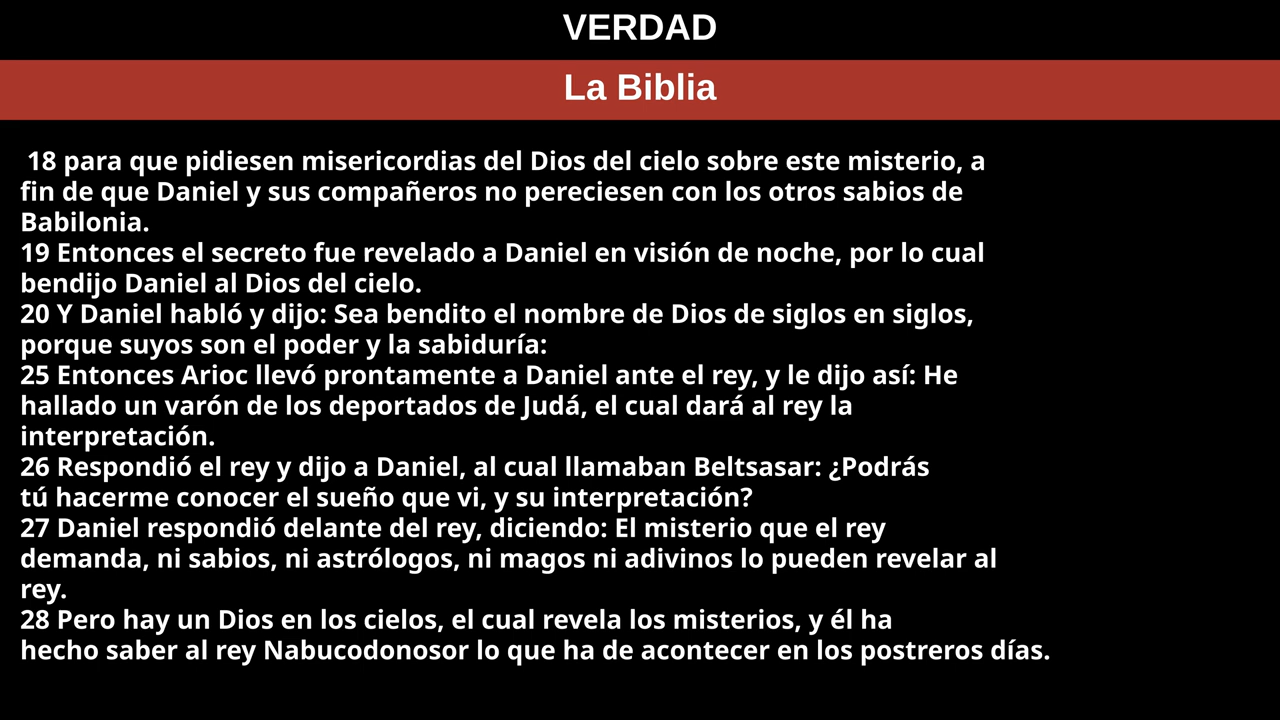 VERDAD
La Biblia
18 para que pidiesen misericordias del Dios del cielo sobre este misterio, a
fin de que Daniel y sus compañeros no pereciesen con los otros sabios de
Babilonia.
19 Entonces el secreto fue revelado a Daniel en visión de noche, por lo cual
bendijo Daniel al Dios del cielo.
20 Y Daniel habló y dijo: Sea bendito el nombre de Dios de siglos en siglos,
porque suyos son el poder y la sabiduría:
25 Entonces Arioc llevó prontamente a Daniel ante el rey, y le dijo así: He
hallado un varón de los deportados de Judá, el cual dará al rey la
interpretación.
26 Respondió el rey y dijo a Daniel, al cual llamaban Beltsasar: ¿Podrás
tú hacerme conocer el sueño que vi, y su interpretación?
27 Daniel respondió delante del rey, diciendo: El misterio que el rey
demanda, ni sabios, ni astrólogos, ni magos ni adivinos lo pueden revelar al
rey.
28 Pero hay un Dios en los cielos, el cual revela los misterios, y él ha
hecho saber al rey Nabucodonosor lo que ha de acontecer en los postreros días.